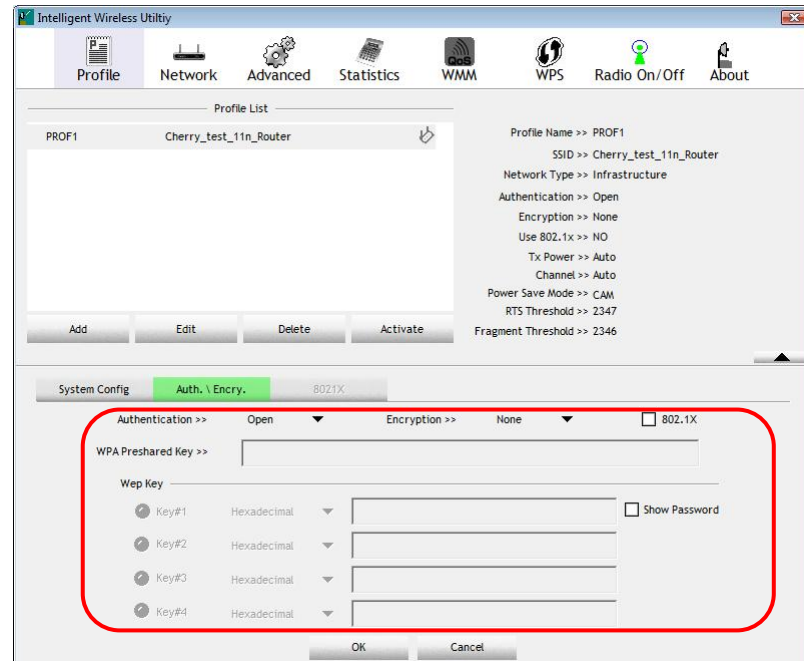 Intelligent Wireless Utiltiy
Profile Network Advanced Statistics WMM WPS Radio On/Off About
QoS
Profile List
PROF1 Cherry_test_11n_Router
Profile Name >> PROF1
SSID >> Cherry_test_11n_Router
Network Type >> Infrastructure
Authentication >> Open
Encryption >> None
Use 802.1x >> NO
Tx Power >> Auto
Channel >> Auto
Power Save Mode >> CAM
RTS Threshold >> 2347
Fragment Threshold >> 2346
Add Edit Delete Activate
System Config Auth. \ Encry. 8021X
Authentication >> Open Encryption >> None 802.1X
WPA Preshared Key >>
Wep Key
Key#1 Hexadecimal Show Password
Key#2 Hexadecimal
Key#3 Hexadecimal
Key#4 Hexadecimal
OK Cancel